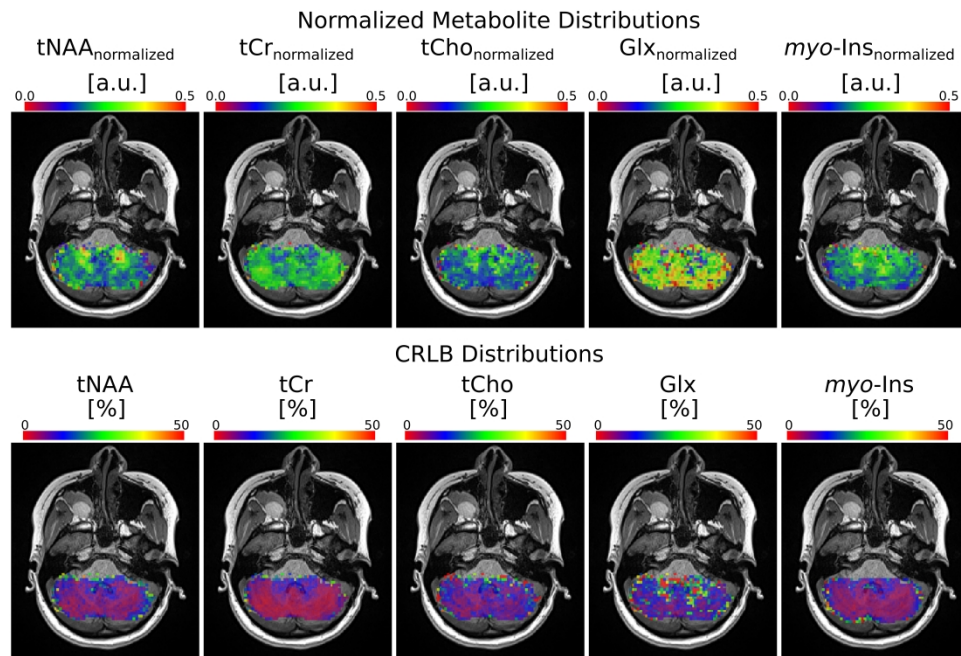 Normalized Metabolite Distributions
tNAAnormalized tCrnormalized tChonormalized Glxnormalized myo-Insnormalized
[a.u.] [a.u.] [a.u.] [a.u.] [a.u.]
0.0 0.5 0.0 0.5 0.0 0.5 0.0 0.5 0.0 0.5
CRLB Distributions
tNAA tCr tCho Glx myo-Ins
[%] [%] [%] [%] [%]
0 50 0 50 0 50 0 50 0 50